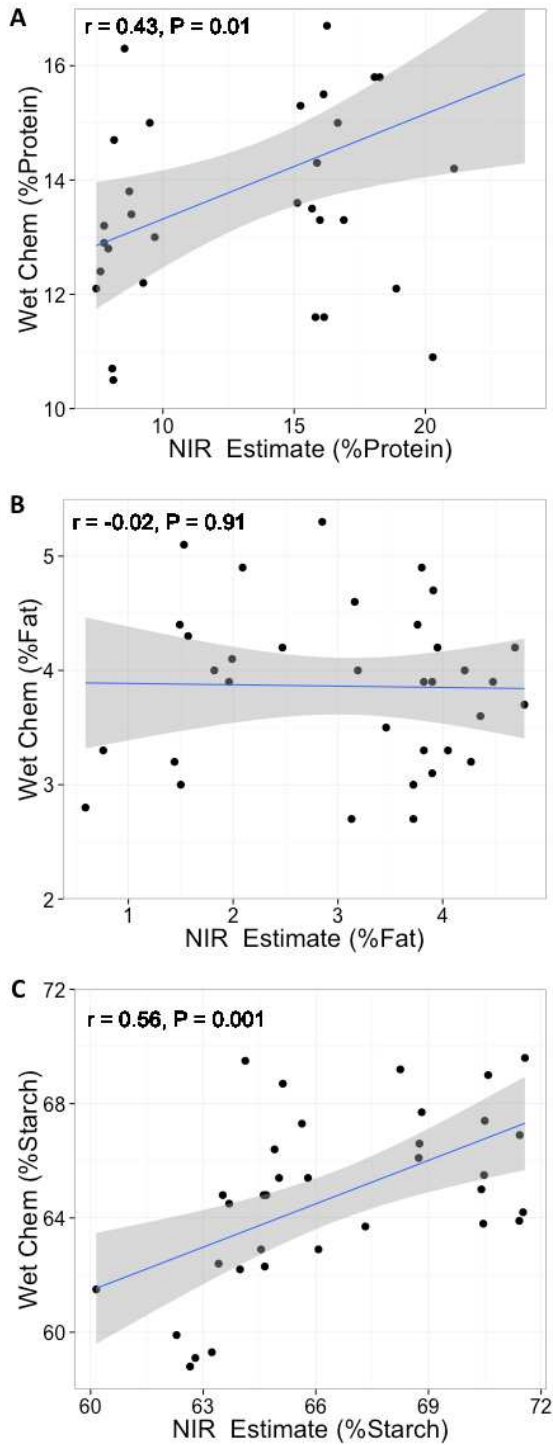 A
r = 0.43, P = 0.01
16
14
12
10
Wet Chem (%Protein)
10
15
20
NIR Estimate (%Protein)
B
r = -0.02, P = 0.91
5
4
3
2
Wet Chem (%Fat)
1
2
3
4
NIR Estimate (%Fat)
C
72
r = 0.56, P = 0.001
68
64
60
Wet Chem (%Starch)
60
63
66
69
72
NIR Estimate (%Starch)